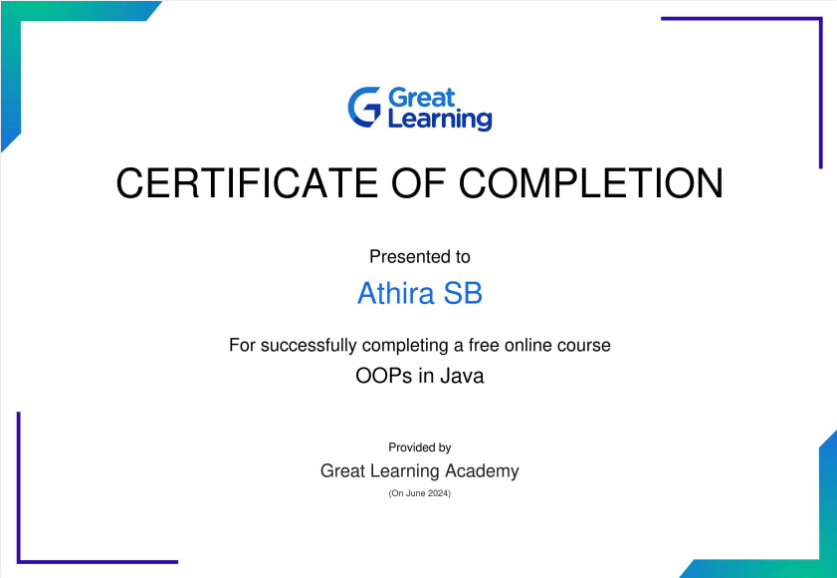 Great
Learning
CERTIFICATE OF COMPLETION
Presented to
Athira SB
For successfully completing a free online course
OOPs in Java
Provided by
Great Learning Academy
(On June 2024)